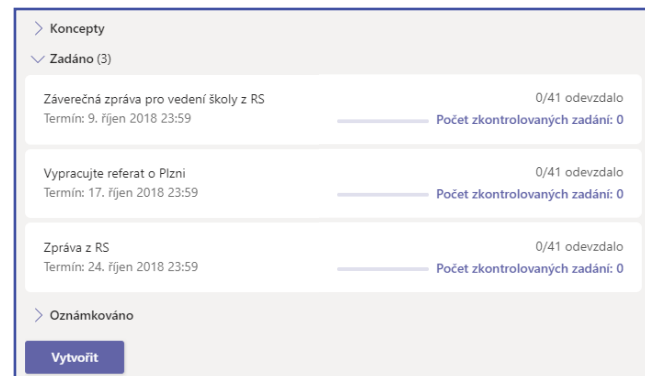 Koncepty
Zadáno (3)
Záverečná zpráva pro vedení školy z RS
0/41 odevzdalo
Termín: 9. říjen 2018 23:59
Počet zkontrolovaných zadání: 0
Vypracujte referat o Plzni
0/41 odevzdalo
Termín: 17. říjen 2018 23:59
Počet zkontrolovaných zadání: 0
Zpráva z RS
0/41 odevzdalo
Termín: 24. říjen 2018 23:59
Počet zkontrolovaných zadání: 0
Oznámkováno
Vytvořit